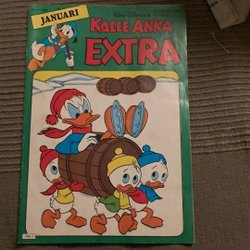 JANUARI
Walt Disney's
KALLE ANKA
EXTRA